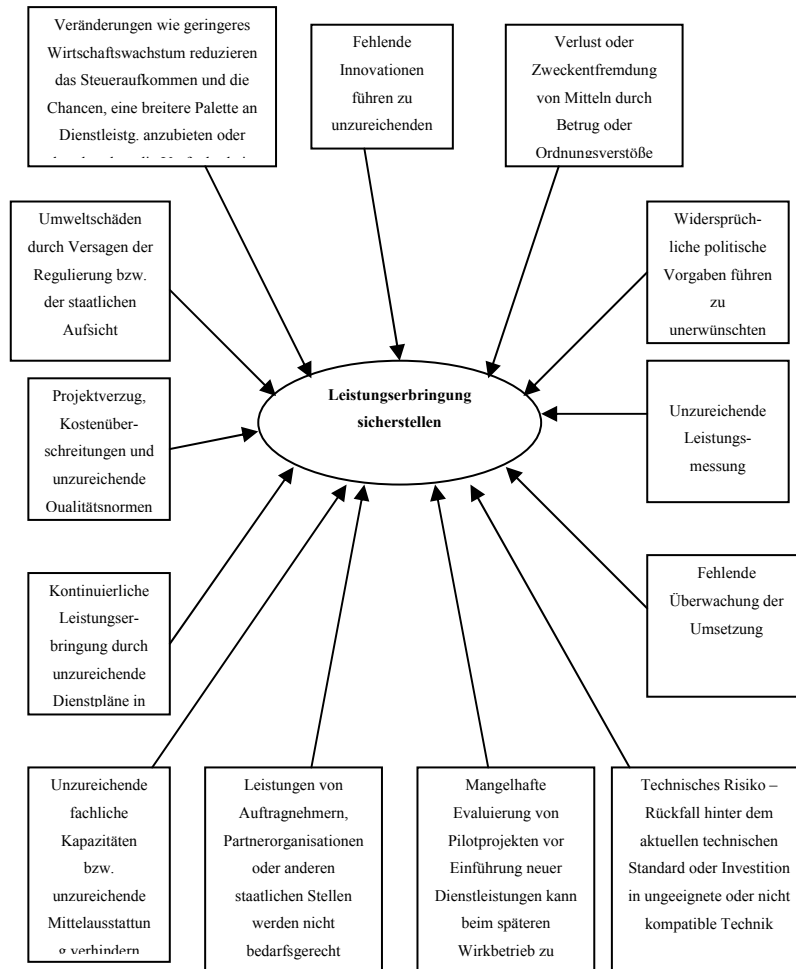 Veränderungen wie geringeres
Wirtschaftswachstum reduzieren
das Steueraufkommen und die
Chancen, eine breitere Palette an
Dienstleistg. anzubieten oder
Fehlende
Innovationen
führen zu
unzureichenden
Verlust oder
Zweckentfremdung
von Mitteln durch
Betrug oder
Ordnungsverstöße
Umweltschäden
durch Versagen der
Regulierung bzw.
der staatlichen
Aufsicht
Widersprüch-
liche politische
Vorgaben führen
zu
unerwünschten
Leistungserbringung
sicherstellen
Projektverzug,
Kostenüber-
schreitungen und
unzureichende
Qualitätsnormen
Unzureichende
Leistungs-
messung
Kontinuierliche
Leistungser-
bringung durch
unzureichende
Dienstpläne in
Fehlende
Überwachung der
Umsetzung
Unzureichende
fachliche
Kapazitäten
bzw.
unzureichende
Mittelausstattun
g verhindern
Leistungen von
Auftragnehmern,
Partnerorganisationen
oder anderen
staatlichen Stellen
werden nicht
bedarfsgerecht
Mangelhafte
Evaluierung von
Pilotprojekten vor
Einführung neuer
Dienstleistungen kann
beim späteren
Wirkbetrieb zu
Technisches Risiko –
Rückfall hinter dem
aktuellen technischen
Standard oder Investition
in ungeeignete oder nicht
kompatible Technik